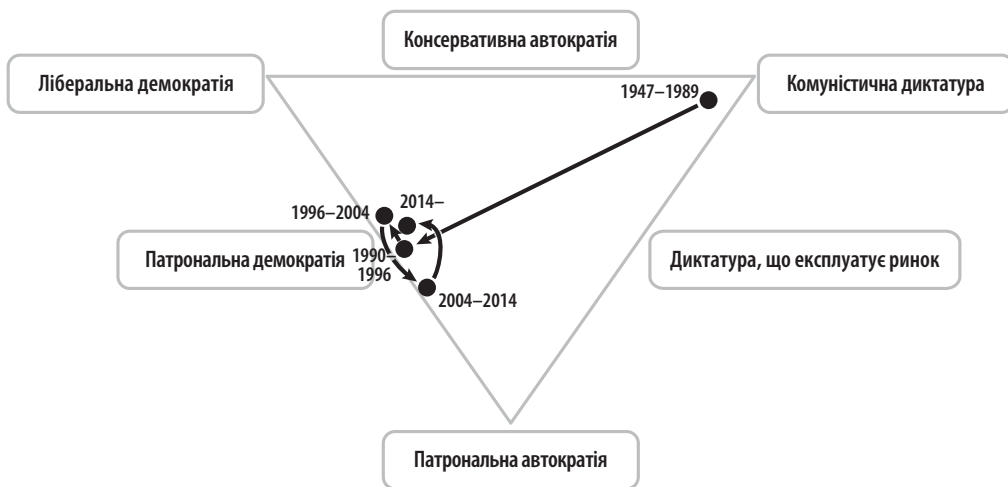 Консервативна автократія
Ліберальна демократія
Комуністична диктатура
1947–1989
1996–2004
2014–
Патрональна демократія
1990–
1996
Диктатура, що експлуатує ринок
2004–2014
Патрональна автократія